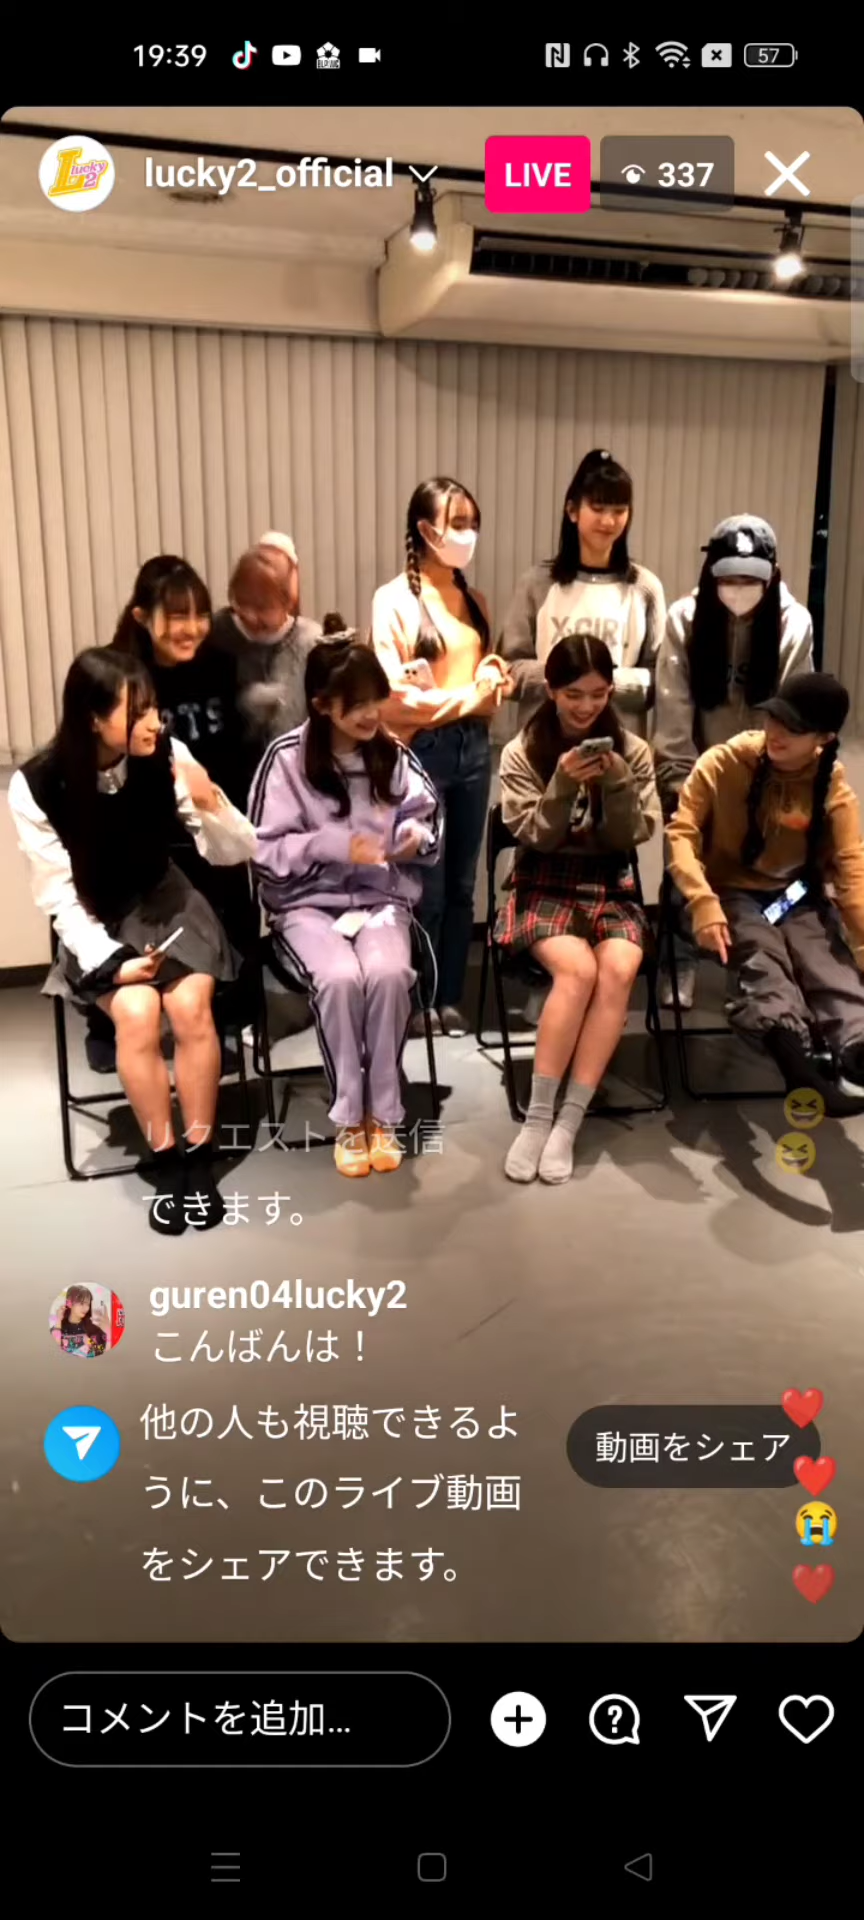 19:39
57
Lucky2
lucky2_official
LIVE
337
X-GIRL
リクエストを送信
できます。
guren04lucky2
こんばんは！
他の人も視聴できるよ
うに、このライブ動画
をシェアできます。
動画をシェア
コメントを追加...